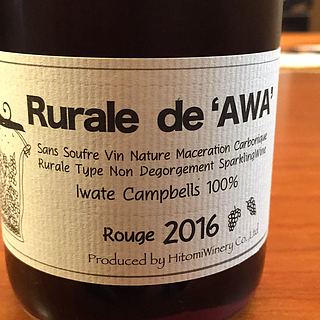 Rurale de 'AWA'
Sans Soufre Vin Nature Maceration Carbonique
Rurale Type Non Degorgement SparklingWine
Iwate Campbells 100%
Rouge 2016
Produced by HitomiWinery Co. Ltd